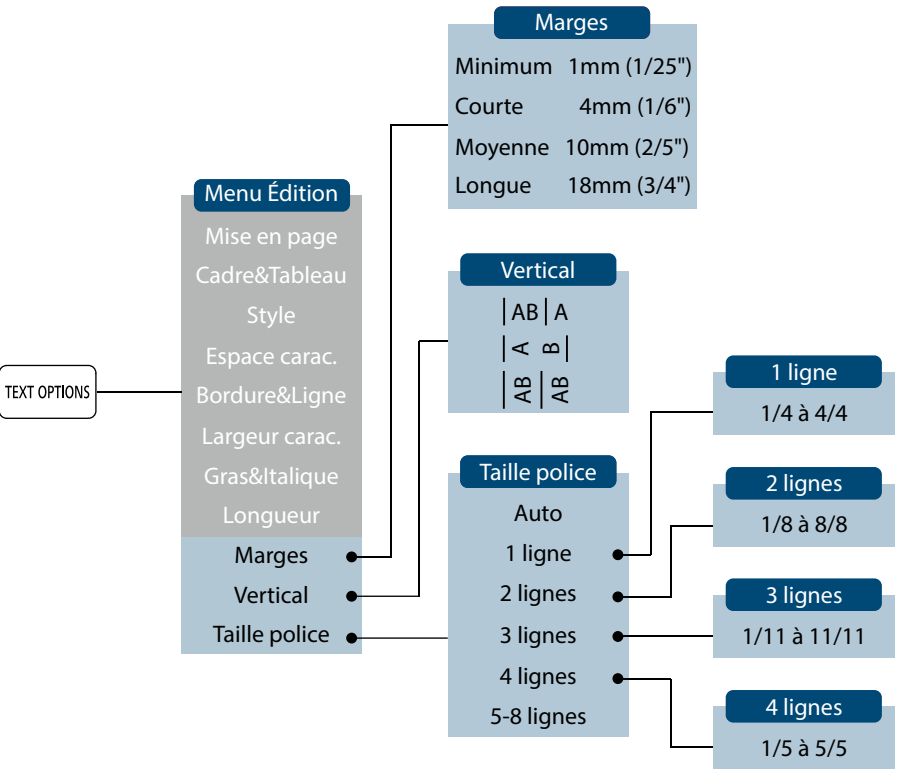 TEXT OPTIONS
Menu Édition
Mise en page
Cadre&Tableau
Style
Espace carac.
Bordure&Ligne
Largeur carac.
Gras&Italique
Longueur
Marges
Vertical
Taille police
Marges
Minimum 1mm (1/25")
Courte 4mm (1/6")
Moyenne 10mm (2/5")
Longue 18mm (3/4")
Vertical
AB A
A B
AB AB
Taille police
Auto
1 ligne
2 lignes
3 lignes
4 lignes
5-8 lignes
1 ligne
1/4 à 4/4
2 lignes
1/8 à 8/8
3 lignes
1/11 à 11/11
4 lignes
1/5 à 5/5